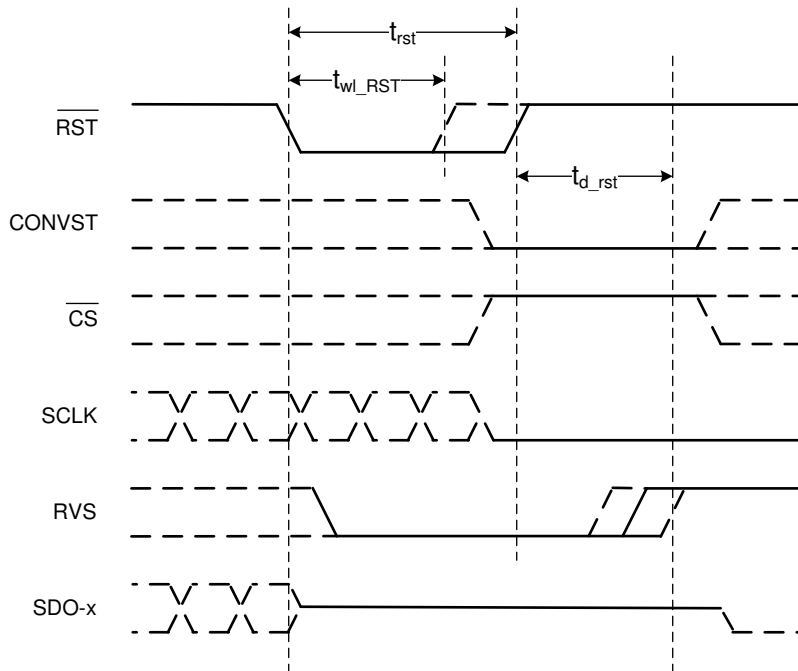 t_rst
t_wl_RST
RST
t_d_rst
CONVST
CS
SCLK
RVS
SDO-x